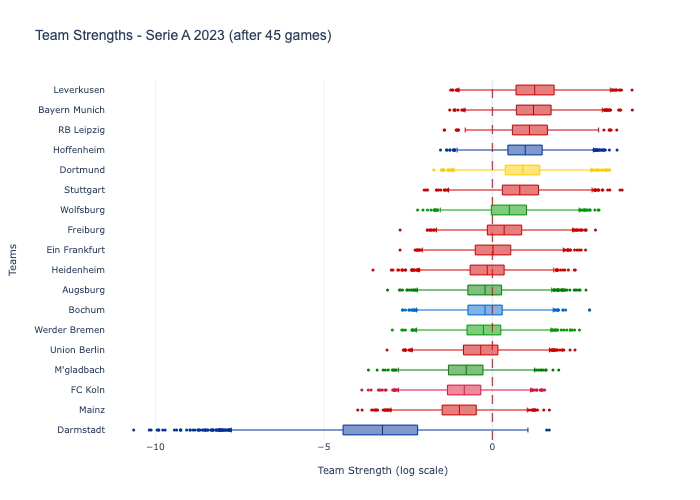 Team Strengths - Serie A 2023 (after 45 games)
Leverkusen
Bayern Munich
RB Leipzig
Hoffenheim
Dortmund
Stuttgart
Wolfsburg
Freiburg
Ein Frankfurt
Heidenheim
Augsburg
Bochum
Werder Bremen
Union Berlin
M'gladbach
FC Koln
Mainz
Darmstadt
Teams
−10
−5
0
Team Strength (log scale)